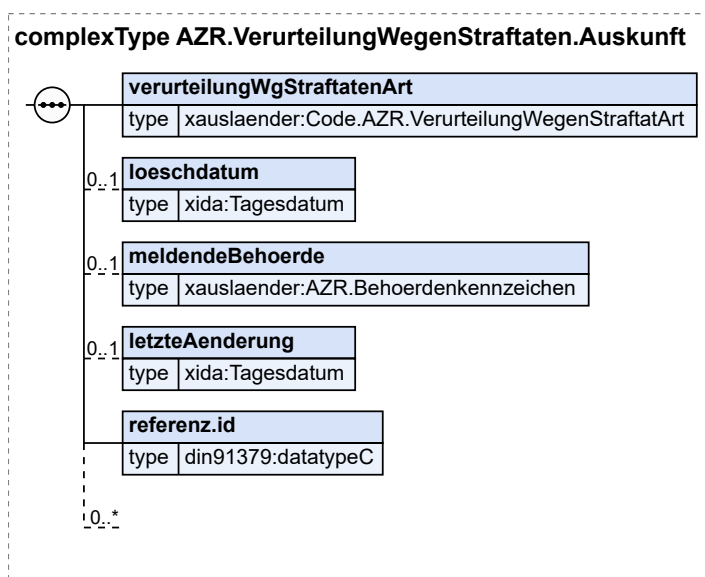 complexType AZR.VerurteilungWegenStraftaten.Auskunft
verurteilungWgStraftatenArt
type xauslaender:Code.AZR.VerurteilungWegenStraftatArt
0..1 loeschdatum
type xida:Tagesdatum
0..1 meldendeBehoerde
type xauslaender:AZR.Behoerdenkennzeichen
0..1 letzteAenderung
type xida:Tagesdatum
referenz.id
type din91379:datatypeC
0..*